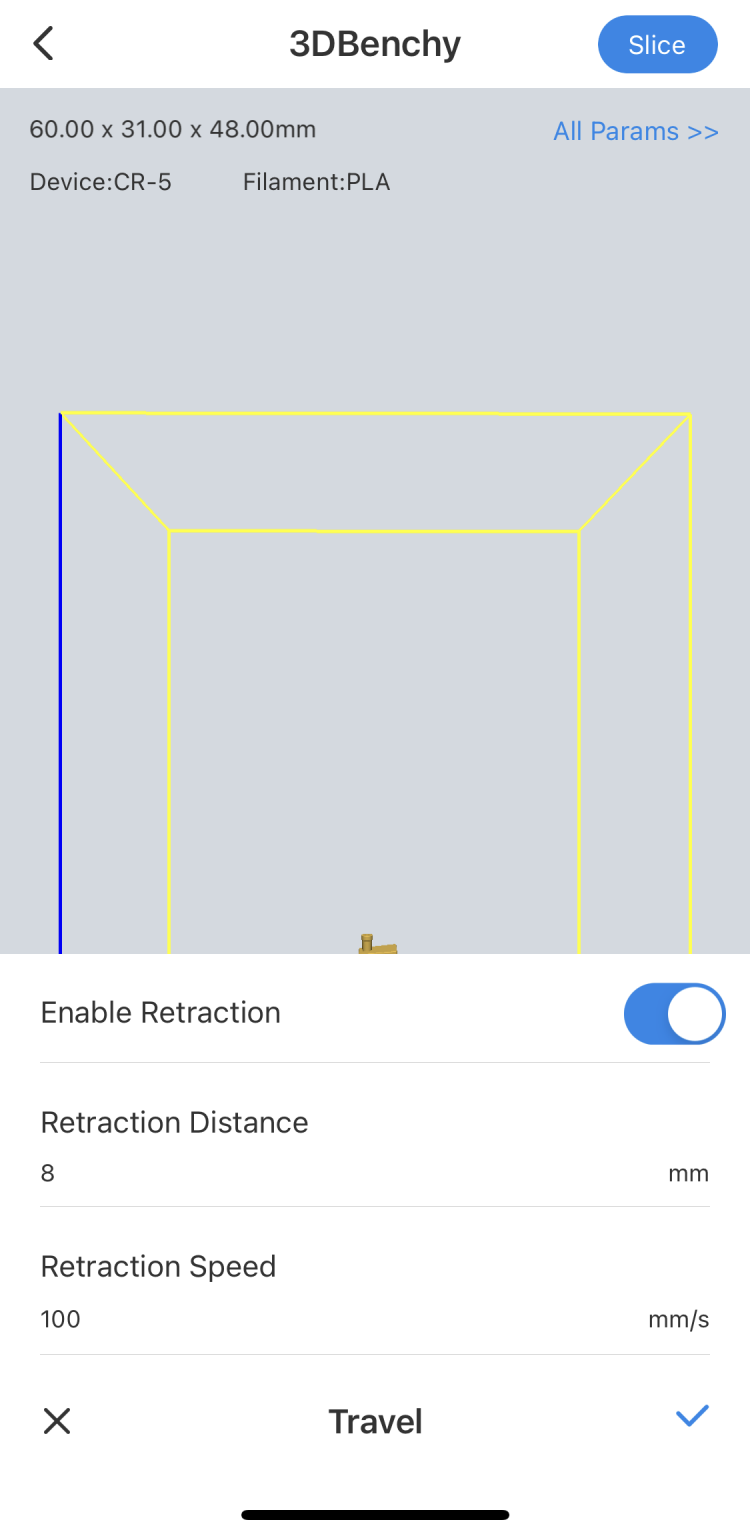 3DBenchy
Slice
60.00 x 31.00 x 48.00mm
All Params >>
Device:CR-5
Filament:PLA
Enable Retraction
Retraction Distance
8
mm
Retraction Speed
100
mm/s
Travel